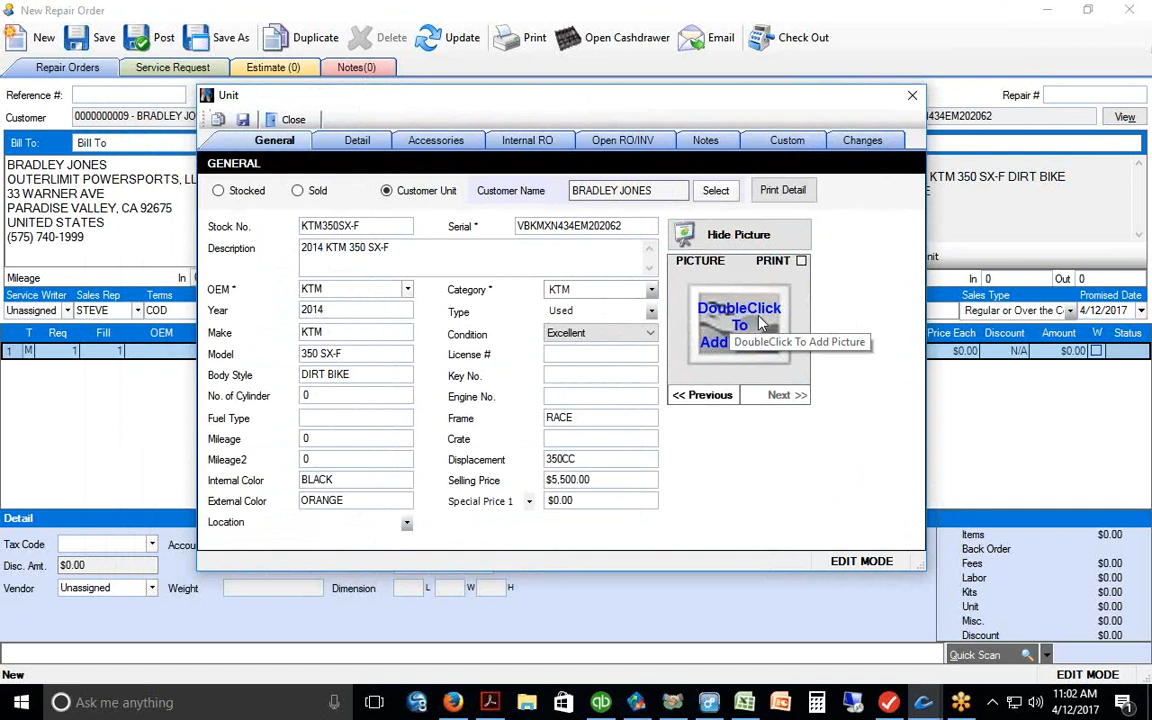 New Repair Order
New Save Post Save As Duplicate Delete Update Print Open Cashdrawer Email Check Out
Repair Orders Service Request Estimate (0) Notes(0)
Reference #: Repair #
Customer 0000000009 - BRADLEY JO 434EM202062 View
Bill To: Bill To
BRADLEY JONES
OUTERLIMIT POWERSPORTS, LL
33 WARNER AVE
PARADISE VALLEY, CA 92675
UNITED STATES
(575) 740-1999
KTM 350 SX-F DIRT BIKE
Mileage In Out
In 0 Out 0
Service Writer Sales Rep Terms Sales Type Promised Date
Unassigned STEVE COD Regular or Over the C 4/12/2017
T Req Fill OEM Price Each Discount Amount W Status
1 M 1 1 $0.00 N/A $0.00
Unit
Close
General Detail Accessories Internal RO Open RO/INV Notes Custom Changes
GENERAL
Stocked Sold Customer Unit Customer Name BRADLEY JONES Select Print Detail
Stock No. KTM350SX-F Serial * VBKMXN434EM202062
Description 2014 KTM 350 SX-F
OEM KTM Category * KTM
Year 2014 Type Used
Make KTM Condition Excellent
Model 350 SX-F License #
Body Style DIRT BIKE Key No.
No. of Cylinder 0 Engine No.
Fuel Type Frame RACE
Mileage 0 Crate
Mileage2 0 Displacement 350CC
Internal Color BLACK Selling Price $5,500.00
External Color ORANGE Special Price 1 $0.00
Location
Hide Picture
PICTURE PRINT
DoubleClick
To
Add
DoubleClick To Add Picture
<< Previous Next >>
EDIT MODE
Detail
Tax Code
Disc. Amt. $0.00
Vendor Unassigned Weight Dimension L W H
Items $0.00
Back Order
Fees $0.00
Labor $0.00
Kits $0.00
Unit $0.00
Misc. $0.00
Discount $0.00
Quick Scan
New EDIT MODE
Ask me anything
11:02 AM
4/12/2017